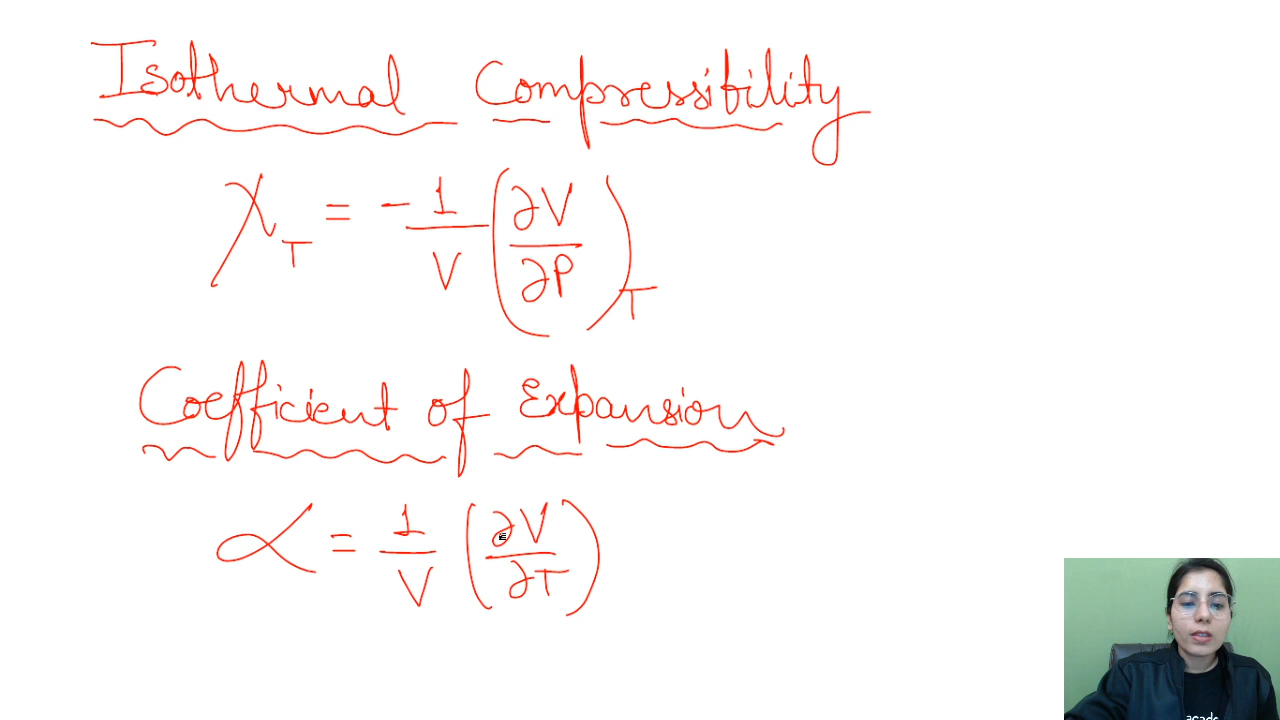 Isothermal Compressibility
χ_T = - 1/V (∂V/∂P)_T
Coefficient of Expansion
α = 1/V (∂V/∂T)